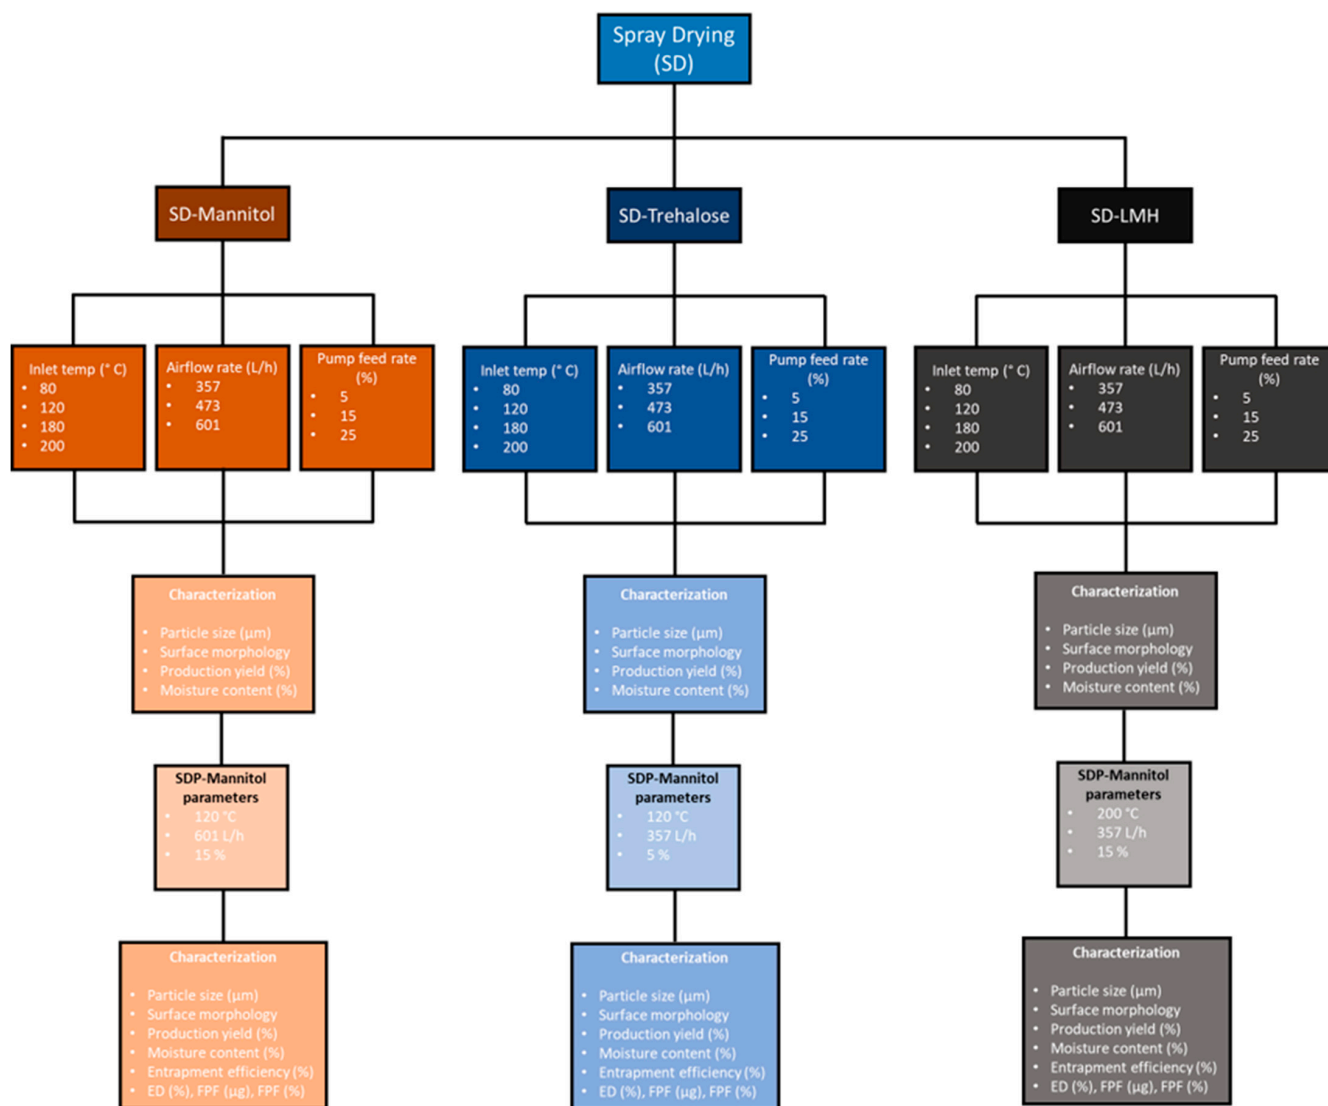 Spray Drying
(SD)
SD-Mannitol
SD-Trehalose
SD-LMH
Inlet temp (° C)
• 80
• 120
• 180
• 200
Airflow rate (L/h)
• 357
• 473
• 601
Pump feed rate
(%)
• 5
• 15
• 25
Inlet temp (° C)
• 80
• 120
• 180
• 200
Airflow rate (L/h)
• 357
• 473
• 601
Pump feed rate
(%)
• 5
• 15
• 25
Inlet temp (° C)
• 80
• 120
• 180
• 200
Airflow rate (L/h)
• 357
• 473
• 601
Pump feed rate
(%)
• 5
• 15
• 25
Characterization
• Particle size (µm)
• Surface morphology
• Production yield (%)
• Moisture content (%)
Characterization
• Particle size (µm)
• Surface morphology
• Production yield (%)
• Moisture content (%)
Characterization
• Particle size (µm)
• Surface morphology
• Production yield (%)
• Moisture content (%)
SDP-Mannitol
parameters
• 120 °C
• 601 L/h
• 15 %
SDP-Mannitol
parameters
• 120 °C
• 357 L/h
• 5 %
SDP-Mannitol
parameters
• 200 °C
• 357 L/h
• 15 %
Characterization
• Particle size (µm)
• Surface morphology
• Production yield (%)
• Moisture content (%)
• Entrapment efficiency (%)
• ED (%), FPF (µg), FPF (%)
Characterization
• Particle size (µm)
• Surface morphology
• Production yield (%)
• Moisture content (%)
• Entrapment efficiency (%)
• ED (%), FPF (µg), FPF (%)
Characterization
• Particle size (µm)
• Surface morphology
• Production yield (%)
• Moisture content (%)
• Entrapment efficiency (%)
• ED (%), FPF (µg), FPF (%)